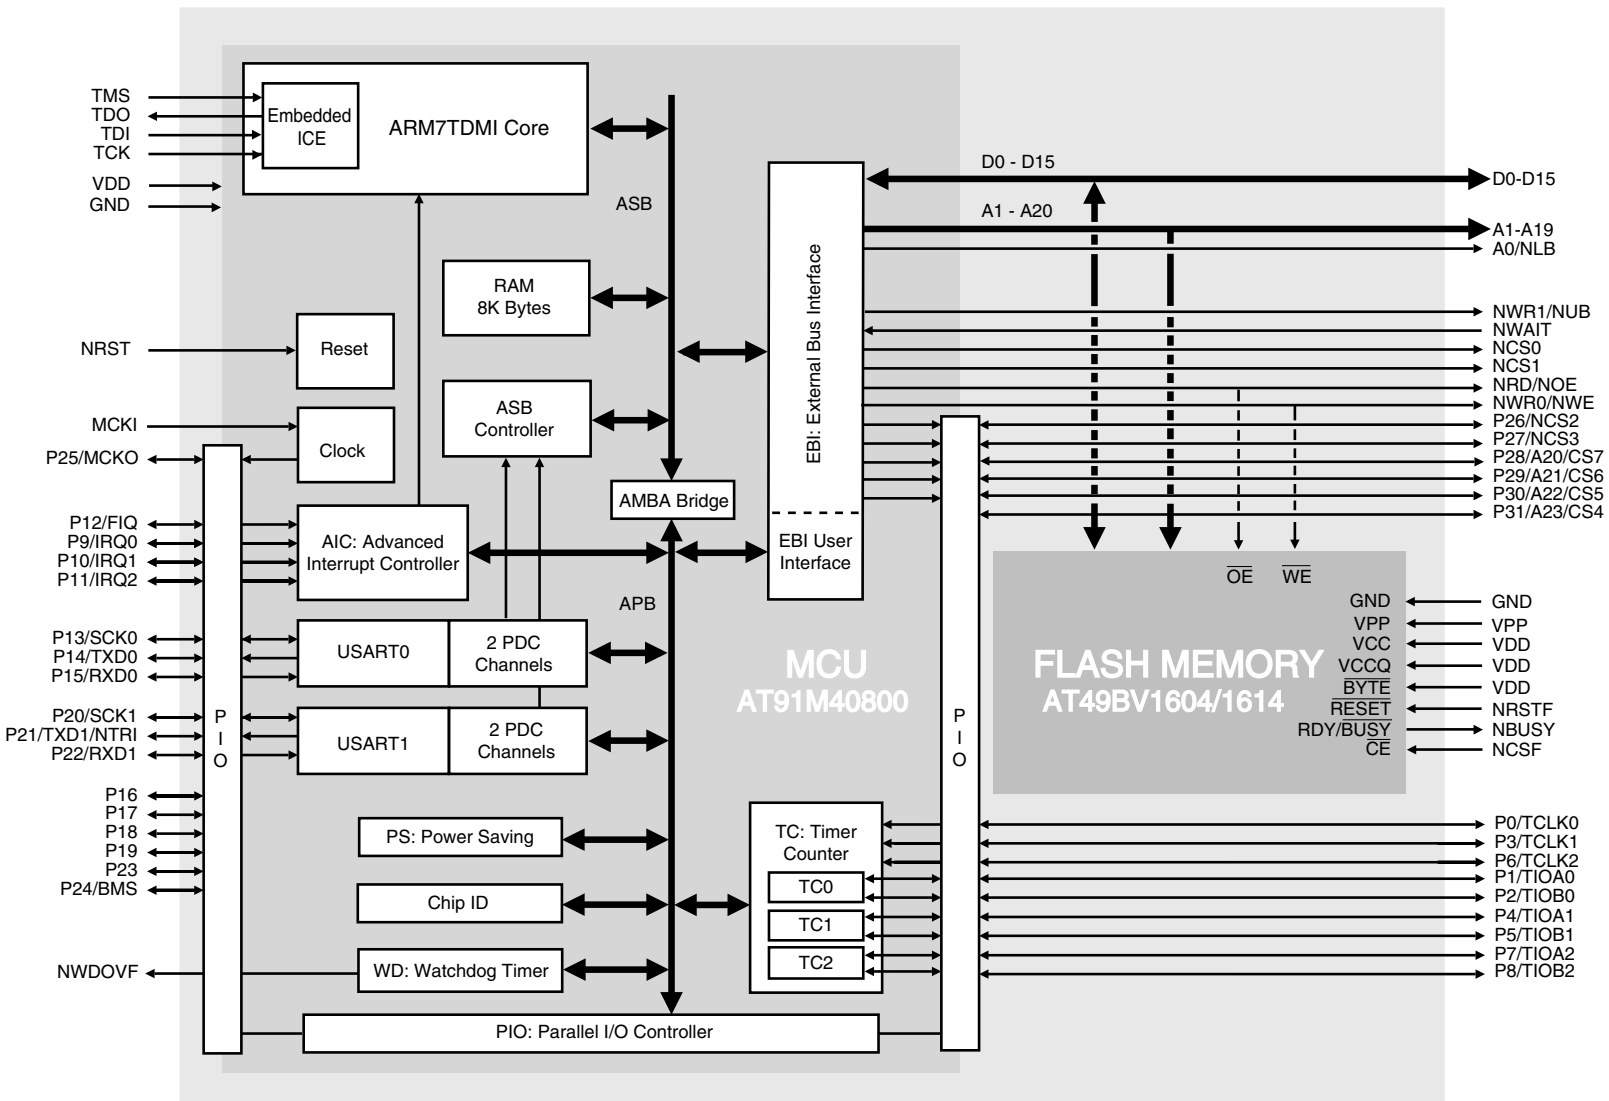 TMS
TDO
TDI
TCK
VDD
GND
NRST
MCKI
P25/MCKO
P12/FIQ
P9/IRQ0
P10/IRQ1
P11/IRQ2
P13/SCK0
P14/TXD0
P15/RXD0
P20/SCK1
P21/TXD1/NTRI
P22/RXD1
P16
P17
P18
P19
P23
P24/BMS
NWDOVF
PIO
Embedded
ICE
ARM7TDMI Core
ASB
RAM
8K Bytes
Reset
ASB
Controller
Clock
AMBA Bridge
AIC: Advanced
Interrupt Controller
APB
USART0
2 PDC
Channels
USART1
2 PDC
Channels
PS: Power Saving
Chip ID
WD: Watchdog Timer
PIO: Parallel I/O Controller
EBI: External Bus Interface
EBI User
Interface
MCU
AT91M40800
TC: Timer
Counter
TC0
TC1
TC2
PIO
D0 - D15
A1 - A20
OE
WE
FLASH MEMORY
AT49BV1604/1614
GND
VPP
VCC
VCCQ
BYTE
RESET
RDY/BUSY
CE
D0-D15
A1-A19
A0/NLB
NWR1/NUB
NWAIT
NCS0
NCS1
NRD/NOE
NWR0/NWE
P26/NCS2
P27/NCS3
P28/A20/CS7
P29/A21/CS6
P30/A22/CS5
P31/A23/CS4
GND
VPP
VDD
VDD
VDD
NRSTF
NBUSY
NCSF
P0/TCLK0
P3/TCLK1
P6/TCLK2
P1/TIOA0
P2/TIOB0
P4/TIOA1
P5/TIOB1
P7/TIOA2
P8/TIOB2